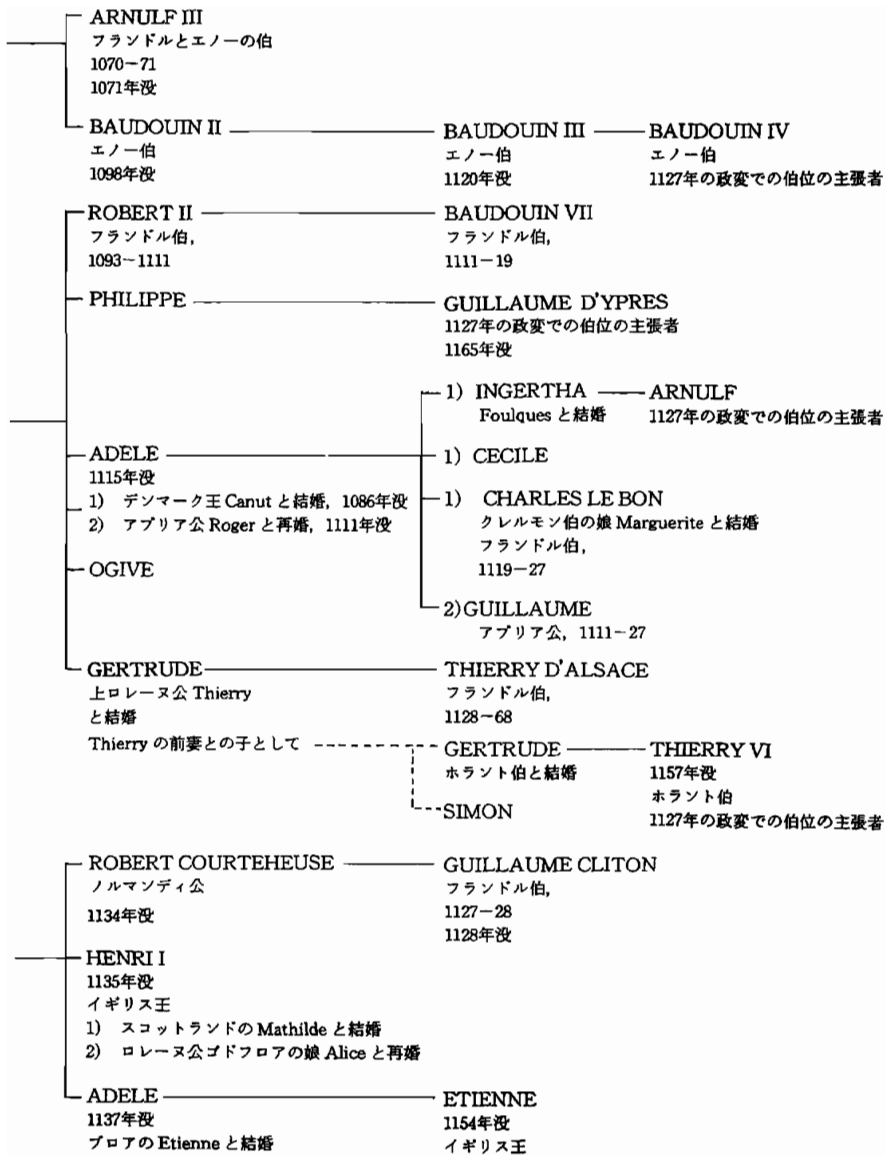 ARNULF III
フランドルとエノーの伯
1070－71
1071年没
BAUDOUIN II
エノー伯
1098年没
BAUDOUIN III
エノー伯
1120年没
BAUDOUIN IV
エノー伯
1127年の政変での伯位の主張者
ROBERT II
フランドル伯,
1093－1111
BAUDOUIN VII
フランドル伯,
1111－19
PHILIPPE
GUILLAUME D'YPRES
1127年の政変での伯位の主張者
1165年没
ADELE
1115年没
1) デンマーク王 Canut と結婚, 1086年没
2) アプリア公 Roger と再婚, 1111年没
1) INGERTHA
Foulques と結婚
ARNULF
1127年の政変での伯位の主張者
1) CECILE
1) CHARLES LE BON
クレルモン伯の娘 Marguerite と結婚
フランドル伯,
1119－27
2)GUILLAUME
アプリア公, 1111－27
OGIVE
GERTRUDE
上ロレーヌ公 Thierry
と結婚
THIERRY D'ALSACE
フランドル伯,
1128－68
Thierry の前妻との子として
GERTRUDE
ホラント伯と結婚
THIERRY VI
1157年没
ホラント伯
1127年の政変での伯位の主張者
SIMON
ROBERT COURTEHEUSE
ノルマンディ公
1134年没
GUILLAUME CLITON
フランドル伯,
1127－28
1128年没
HENRI I
1135年没
イギリス王
1) スコットランドの Mathilde と結婚
2) ロレーヌ公ゴドフロアの娘 Alice と再婚
ADELE
1137年没
ブロアの Etienne と結婚
ETIENNE
1154年没
イギリス王